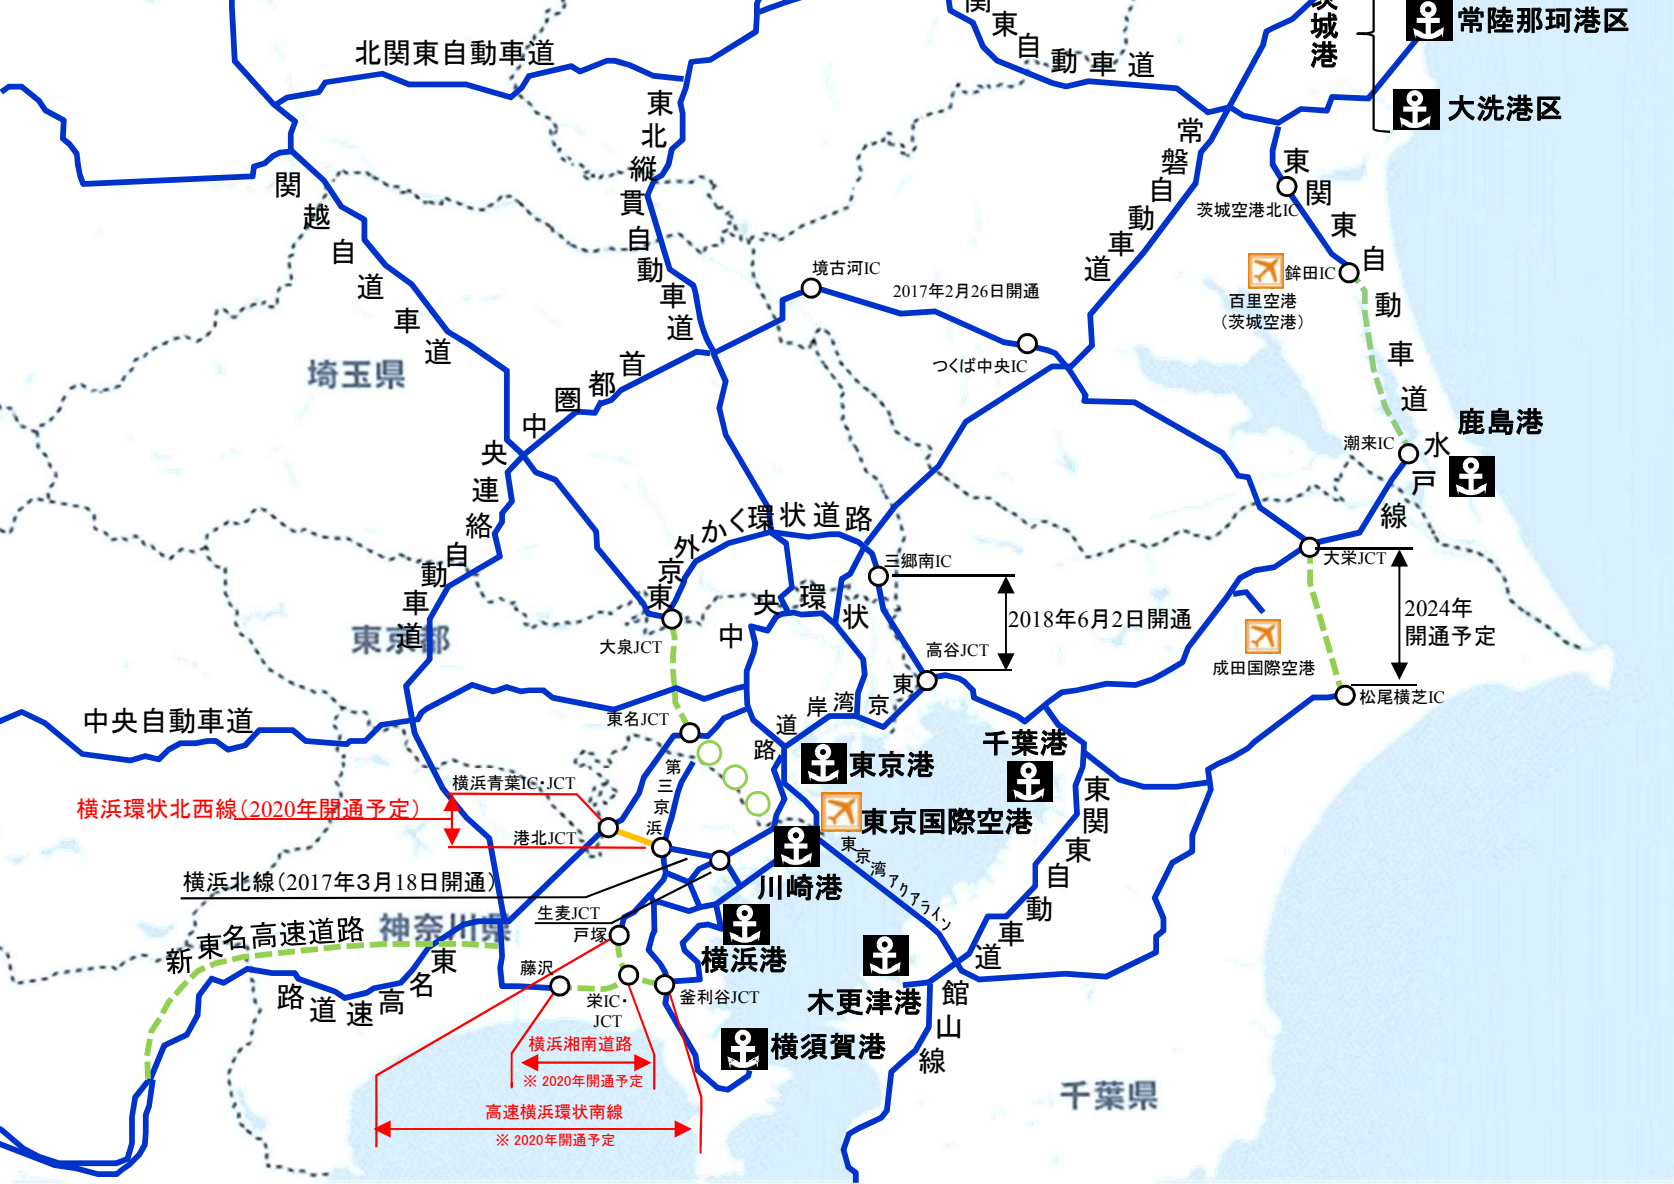 北関東自動車道
関東自動車道
茨城港
常陸那珂港区
大洗港区
東北縦貫自動車道
常磐自動車道
東関東自動車道
水戸線
茨城空港北IC
鉾田IC
百里空港
（茨城空港）
関越自道車道
境古河IC
2017年2月26日開通
つくば中央IC
埼玉県
首都圏中央連絡自動車道
潮来IC
鹿島港
東京外かく環状道路
三郷南IC
大栄JCT
2018年6月2日開通
2024年
開通予定
中央環状
東京都
大泉JCT
高谷JCT
成田国際空港
松尾横芝IC
中央自動車道
東名JCT
東京湾岸道路
千葉港
東京港
第三京浜
横浜青葉IC・JCT
横浜環状北西線（2020年開通予定）
港北JCT
東京国際空港
東関東自動車道
東京湾アクアライン
川崎港
横浜北線（2017年３月18日開通）
生麦JCT
戸塚
神奈川県
新東名高速道路
東名高速道路
横浜港
藤沢
栄IC・
JCT
釜利谷JCT
木更津港
館山線
横須賀港
横浜湘南道路
※ 2020年開通予定
高速横浜環状南線
※ 2020年開通予定
千葉県